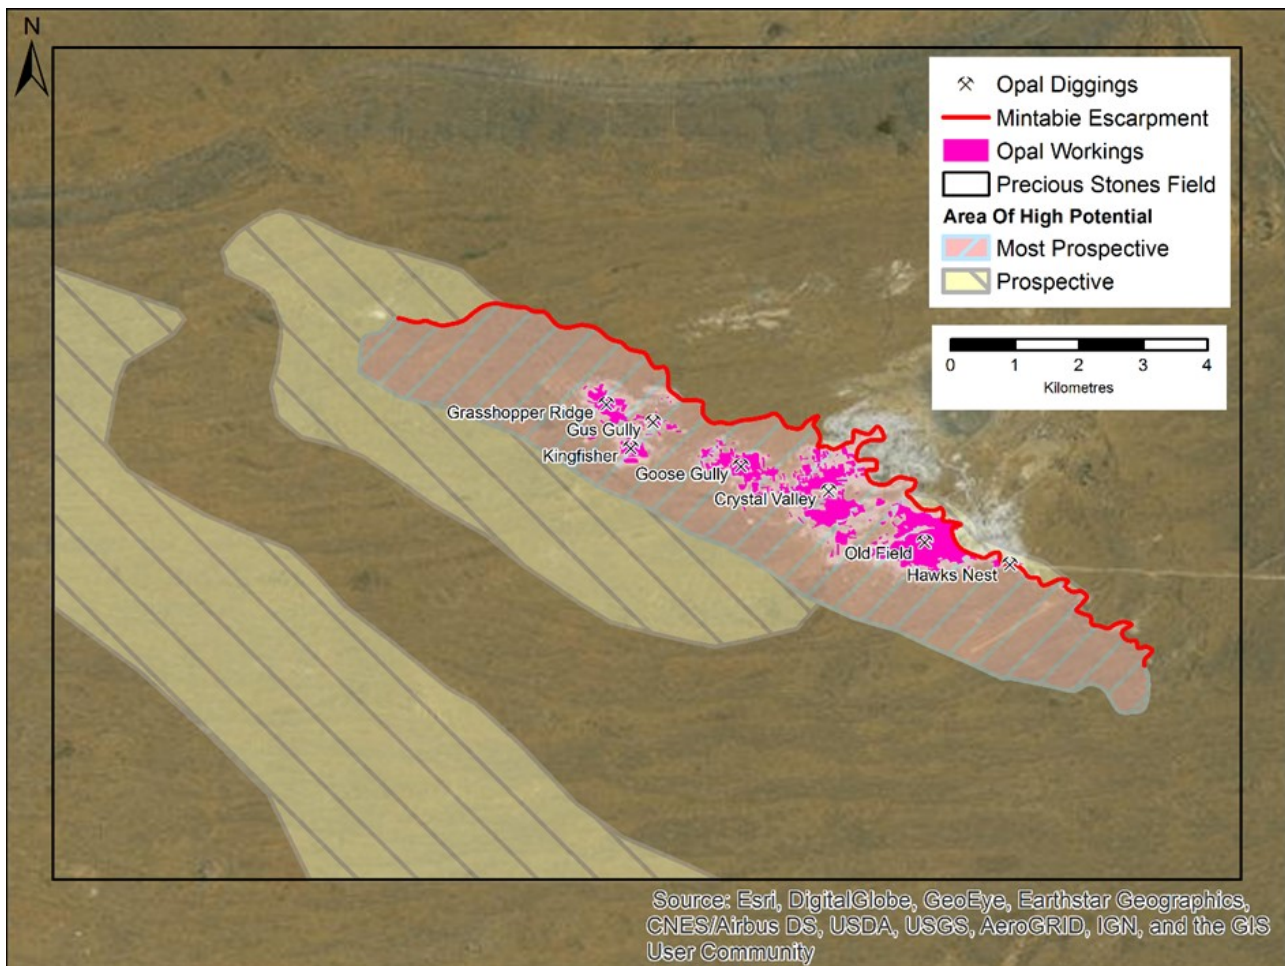 N
Opal Diggings
Mintabie Escarpment
Opal Workings
Precious Stones Field
Area Of High Potential
Most Prospective
Prospective
0 1 2 3 4
Kilometres
Grasshopper Ridge
Gus Gully
Kingfisher
Goose Gully
Crystal Valley
Old Field
Hawks Nest
Source: Esri, DigitalGlobe, GeoEye, Earthstar Geographics,
CNES/Airbus DS, USDA, USGS, AeroGRID, IGN, and the GIS
User Community